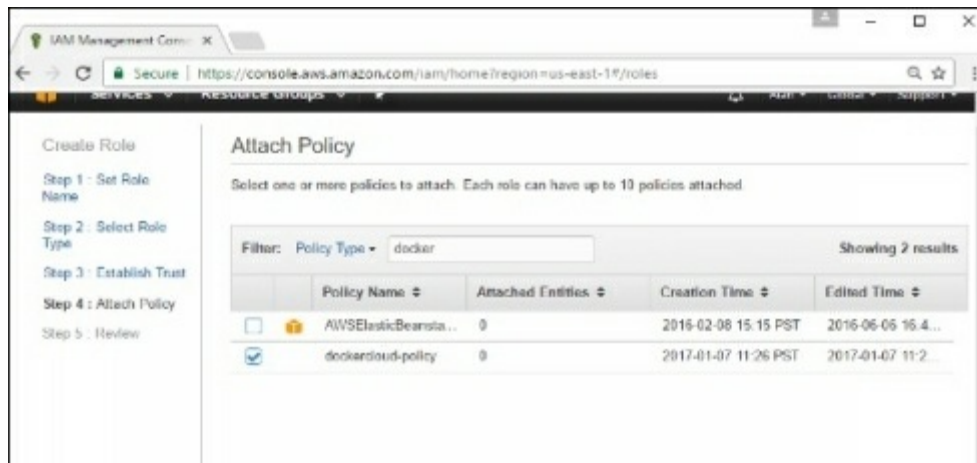 IAM Management Cons
Secure | https://console.aws.amazon.com/iam/home?region=us-east-1#/roles
Services Resource Groups
Alan Global Support
Create Role
Attach Policy
Step 1 : Set Role
Name
Select one or more policies to attach. Each role can have up to 10 policies attached.
Step 2 : Select Role
Type
Step 3 : Establish Trust
Step 4 : Attach Policy
Step 5 : Review
Filter: Policy Type docker Showing 2 results
Policy Name Attached Entities Creation Time Edited Time
AWSElasticBeansta... 0 2016-02-08 15:15 PST 2016-06-06 16:4...
dockercloud-policy 0 2017-01-07 11:26 PST 2017-01-07 11:2...